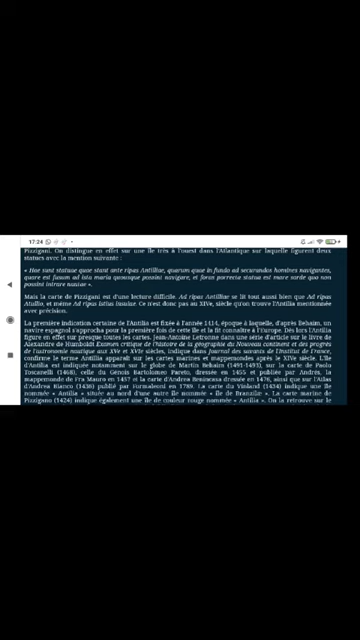 17:24
Pizzigani. On distingue en effet sur une île très à l'ouest dans l'Atlantique sur laquelle figurent deux
statues avec la mention suivante :
« Hae sunt statuae quae stant ante ripas Antilliae, quarum quae in fundo ad securandos homines navigantes,
quare est fusum ad ista maria quousque possint navigare, et foras porrecta statua est mare sorde quo non
possint intrare nautae ».
Mais la carte de Pizzigani est d'une lecture difficile. Ad ripas Antilliae se lit tout aussi bien que Ad ripas
Atullio, et même Ad ripas istius insulae. Ce n'est donc pas au XIVe, siècle qu'on trouve l'Antilia mentionnée
avec précision.
La première indication certaine de l'Antilia est fixée à l'année 1414, époque à laquelle, d'après Behaim, un
navire espagnol s'approcha pour la première fois de cette île et la fit connaître à l'Europe. Dès lors l'Antilia
figure en effet sur presque toutes les cartes. Jean-Antoine Letronne dans une série d'article sur le livre de
Alexandre de Humboldt Examen critique de l'histoire de la géographie du Nouveau continent et des progrès
de l'astronomie nautique aux XVe et XVIe siècles, indique dans Journal des savants de l'Institut de France,
confirme le terme Antilia apparaît sur les cartes marines et mappemondes après le XIVe siècle. L'île
d'Antilia est indiquée notamment sur le globe de Martin Behaim (1491-1493), sur la carte de Paolo
Toscanelli (1468), celle du Génois Bartolomeo Pareto, dressée en 1455 et publiée par Andrès, la
mappemonde de Fra Mauro en 1457 et la carte d'Andrea Benincasa dressée en 1476, ainsi que sur l'Atlas
d'Andrea Bianco (1436) publié par Formaleoni en 1789. La carte du Vinland (1434) indique une île
nommée « Antilia » située au nord d'une autre île nommée « Ile de Branzilie ». La carte marine de
Pizzigano (1424) indique également une île de couleur rouge nommée « Antilia ». On la retrouve sur le